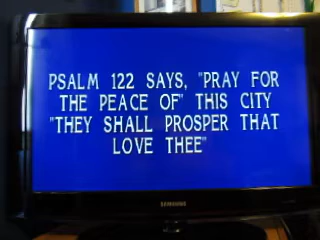 PSALM 122 SAYS, "PRAY FOR
THE PEACE OF" THIS CITY
"THEY SHALL PROSPER THAT
LOVE THEE"
SAMSUNG